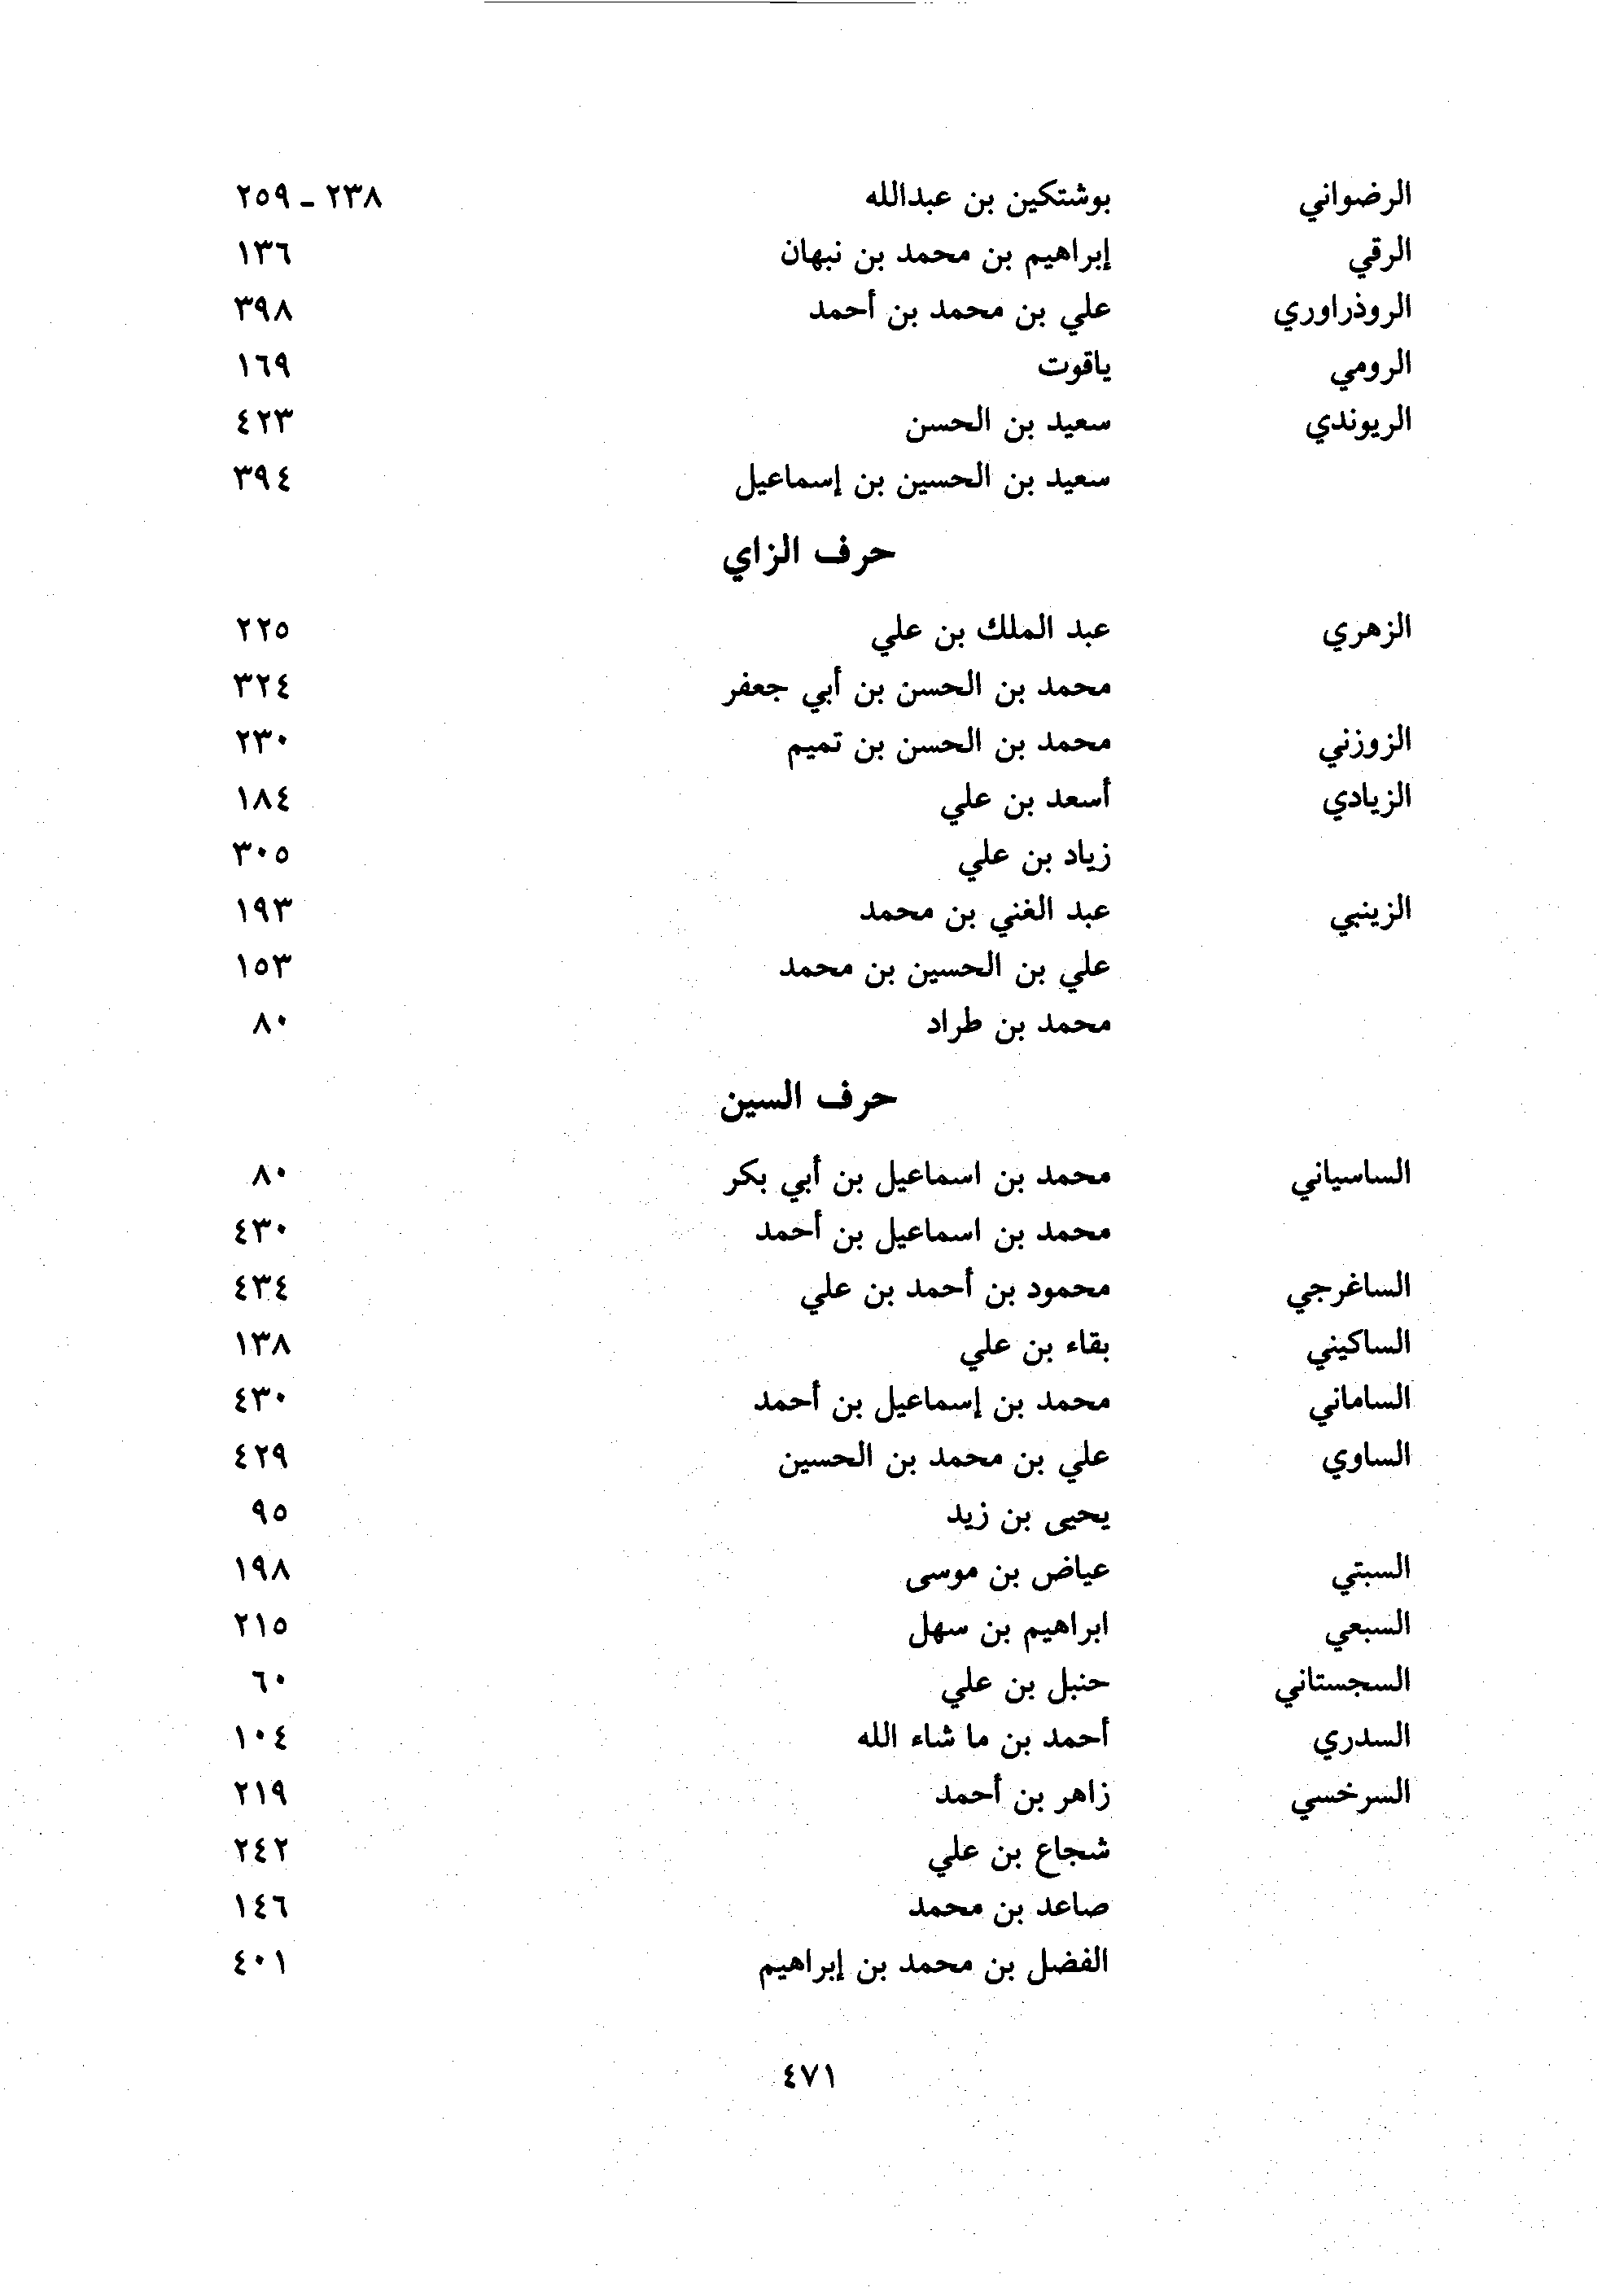 الرضواني بوشتكين بن عبدالله ٢٣٨ ـ ٢٥٩
الرقي إبراهيم بن محمد بن نبهان ١٣٦
الروذراوري علي بن محمد بن أحمد ٣٩٨
الرومي ياقوت ١٦٩
الريوندي سعيد بن الحسن ٤٢٣
سعيد بن الحسين بن إسماعيل ٣٩٤
حرف الزاي
الزهري عبد الملك بن علي ٢٢٥
محمد بن الحسن بن أبي جعفر ٣٢٤
الزوزني محمد بن الحسن بن تميم ٢٣٠
الزيادي أسعد بن علي ١٨٤
زياد بن علي ٣٠٥
الزينبي عبد الغني بن محمد ١٩٣
علي بن الحسين بن محمد ١٥٣
محمد بن طراد ٨٠
حرف السين
الساسياني محمد بن اسماعيل بن أبي بكر ٨٠
محمد بن اسماعيل بن أحمد ٤٣٠
الساغرجي محمود بن أحمد بن علي ٤٣٤
الساكيني بقاء بن علي ١٣٨
الساماني محمد بن إسماعيل بن أحمد ٤٣٠
الساوي علي بن محمد بن الحسين ٤٢٩
يحيى بن زيد ٩٥
السبتي عياض بن موسى ١٩٨
السبعي ابراهيم بن سهل ٢١٥
السجستاني حنبل بن علي ٦٠
السدري أحمد بن ما شاء الله ١٠٤
السرخسي زاهر بن أحمد ٢١٩
شجاع بن علي ٢٤٢
صاعد بن محمد ١٤٦
الفضل بن محمد بن إبراهيم ٤٠١
٤٧١